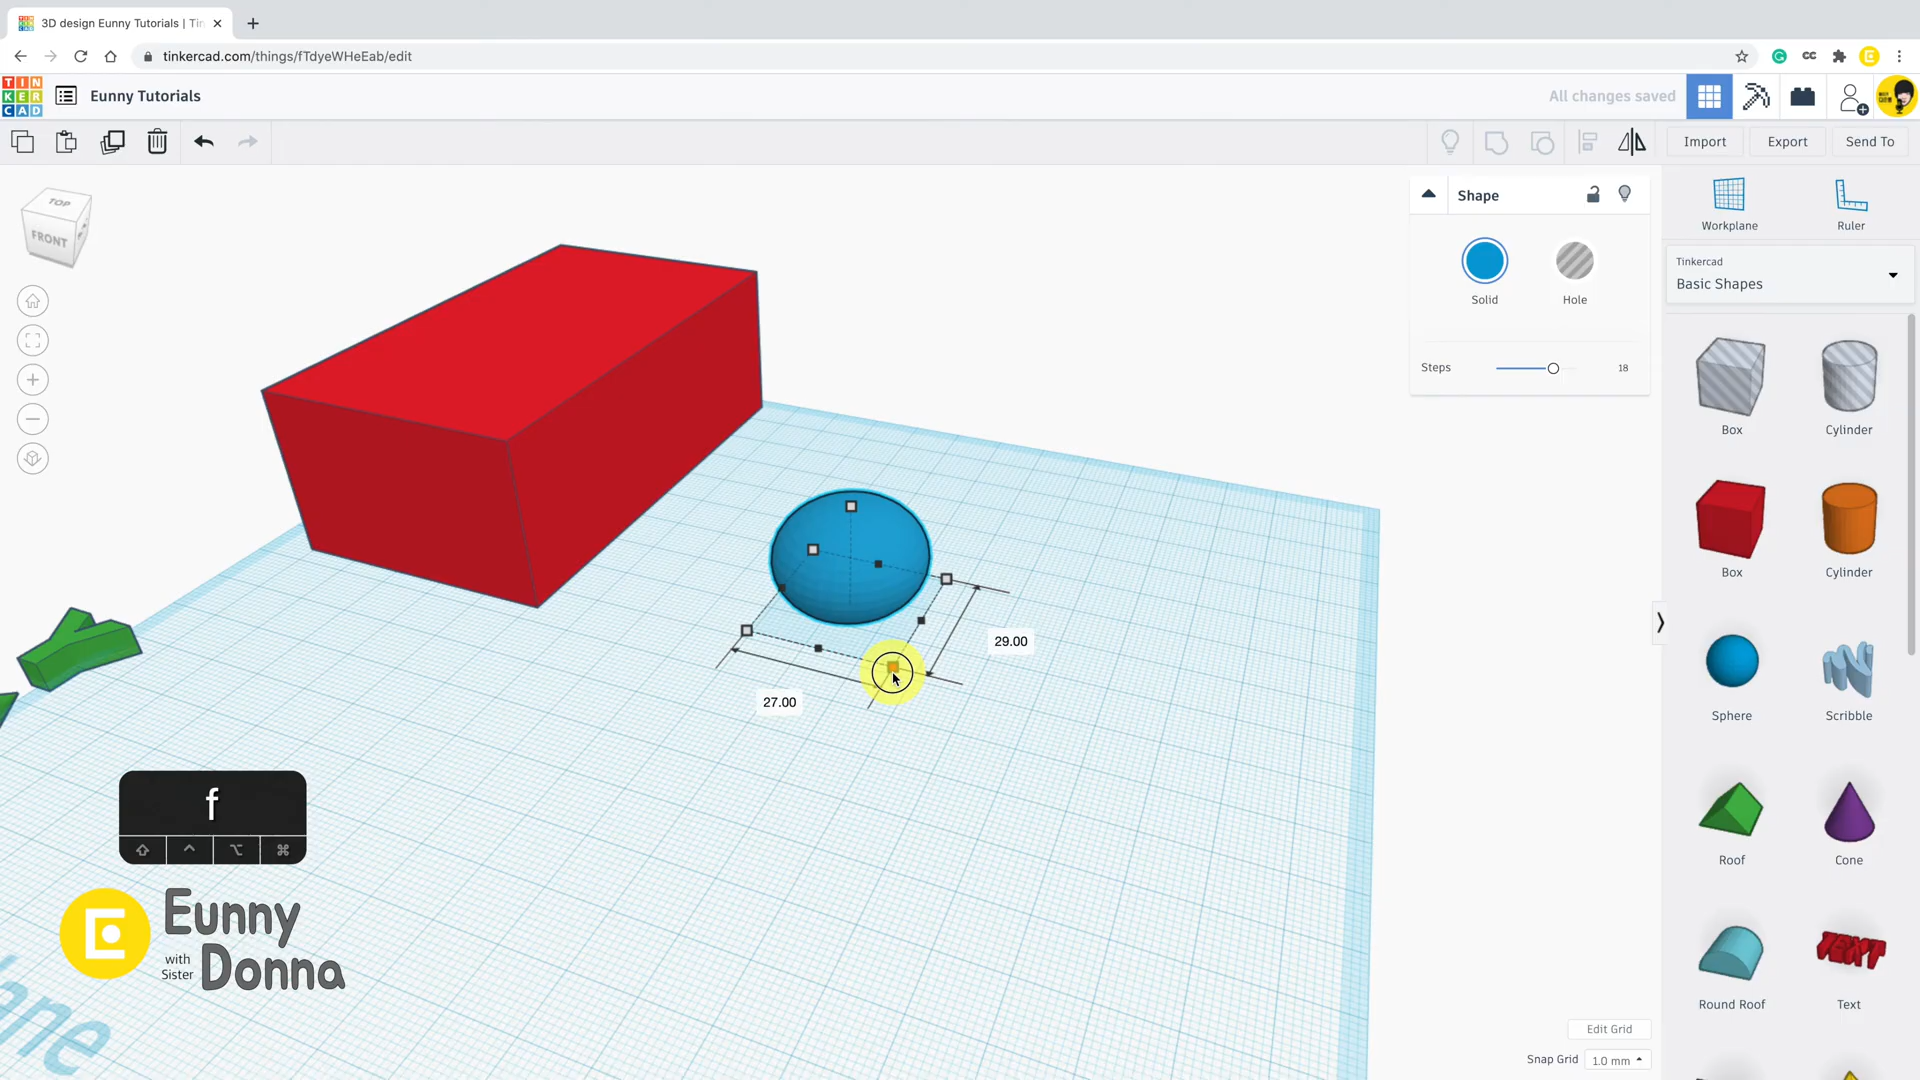 3D design Eunny Tutorials | Tin
tinkercad.com/things/fTdyeWHeEab/edit
CC
TIN
KER
CAD
Eunny Tutorials
All changes saved
Import
Export
Send To
TOP
FRONT
Shape
Solid
Hole
Steps
18
Workplane
Ruler
Tinkercad
Basic Shapes
Box
Cylinder
Box
Cylinder
Sphere
Scribble
Roof
Cone
TEXT
Round Roof
Text
29.00
27.00
f
Eunny
with
Sister
Donna
lane
Edit Grid
Snap Grid
1.0 mm